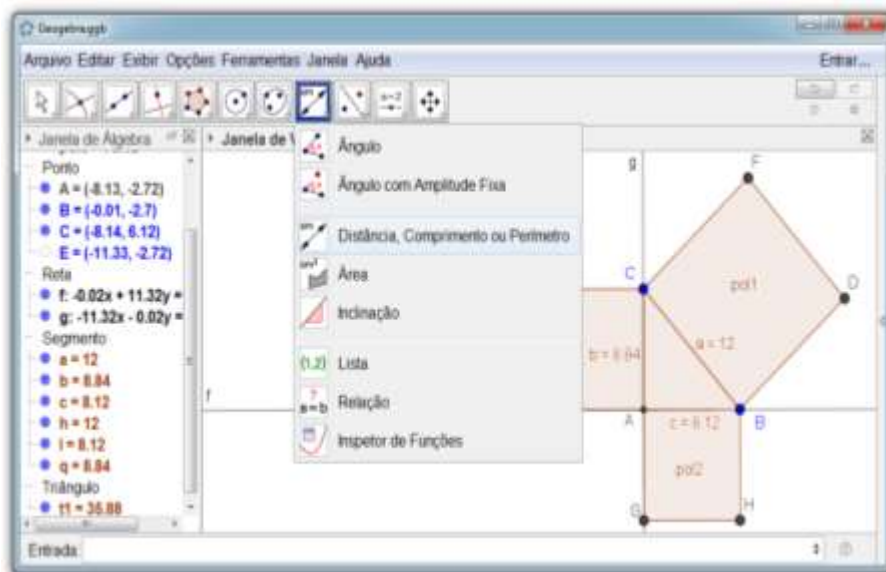 Geogebra.ggb
Arquivo Editar Exibir Opções Ferramentas Janela Ajuda
Entrar...
Janela de Álgebra
Janela de V
Ponto
A = (-8.13, -2.72)
B = (-0.01, -2.7)
C = (-8.14, 6.12)
E = (-11.33, -2.72)
Reta
f: -0.02x + 11.32y =
g: -11.32x - 0.02y =
Segmento
a = 12
b = 8.84
c = 8.12
h = 12
i = 8.12
q = 8.84
Triângulo
t1 = 35.88
Ângulo
Ângulo com Amplitude Fixa
cm
Distância, Comprimento ou Perímetro
cm²
Área
Inclinação
{1,2} Lista
?
a=b
Relação
Inspetor de Funções
g
F
C
pol1
D
b = 8.84
a = 12
f
A
c = 8.12
B
pol2
G
H
Entrada: